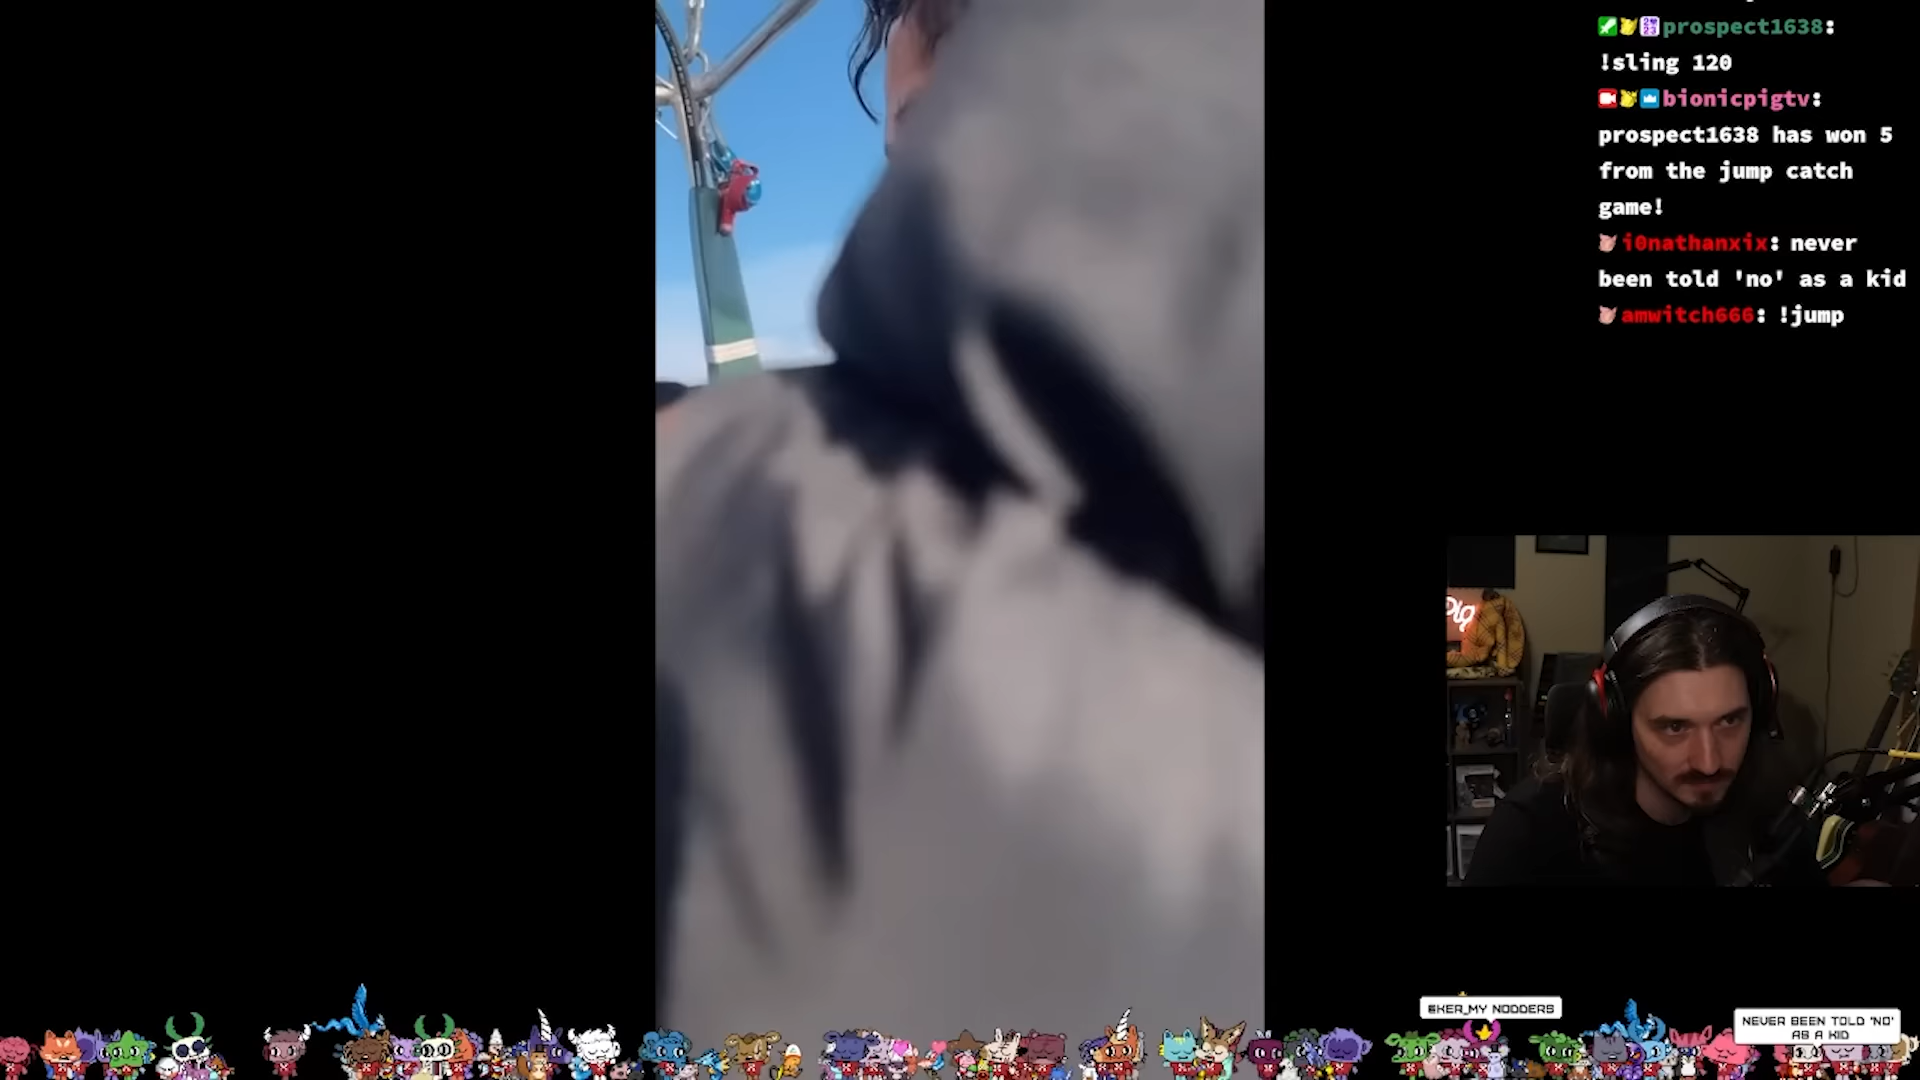 prospect1638:
!sling 120
bionicpigtv:
prospect1638 has won 5
from the jump catch
game!
i0nathanxix: never
been told 'no' as a kid
amwitch666: !jump
Pig
NEVER BEEN TOLD 'NO'
AS A KID